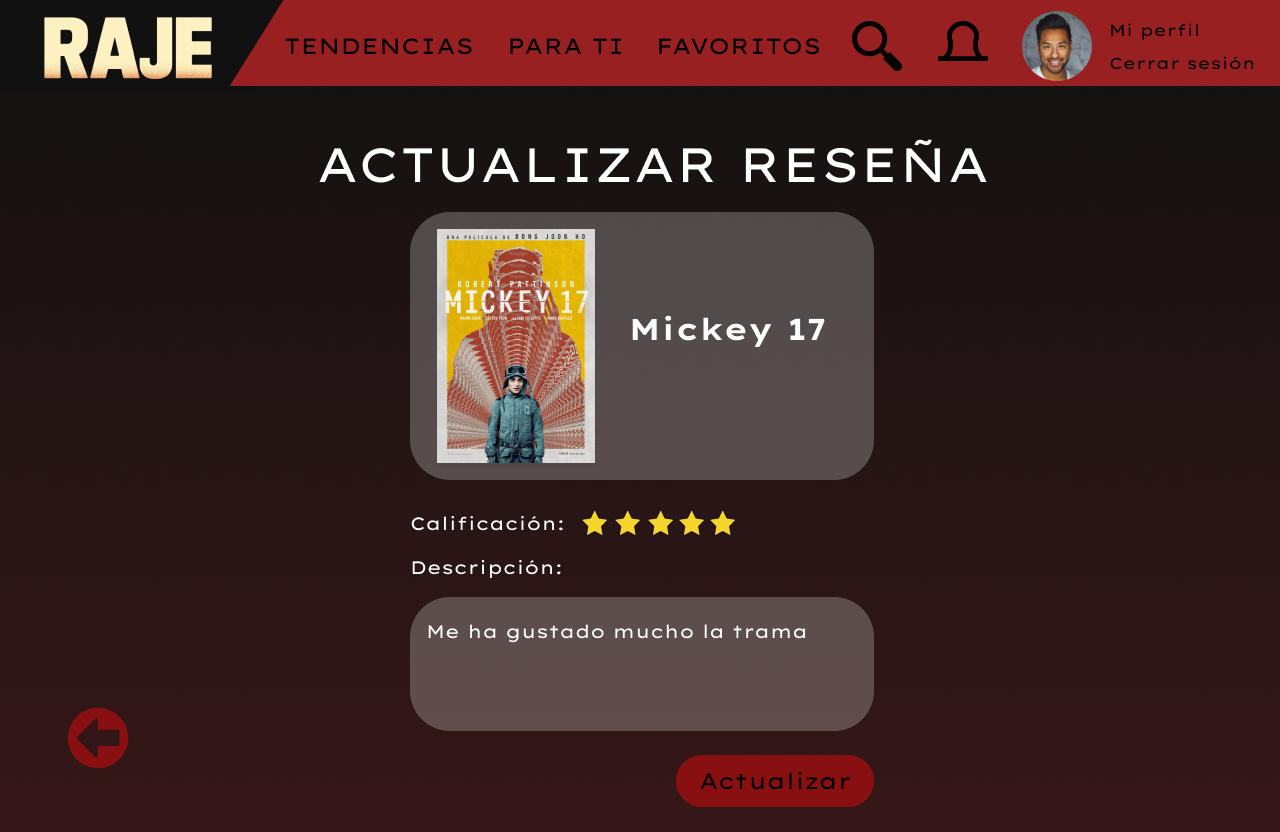 RAJE
TENDENCIAS PARA TI FAVORITOS
Mi perfil
Cerrar sesión
ACTUALIZAR RESEÑA
UNA PELÍCULA DE BONG JOON HO
ROBERT PATTINSON
MICKEY 17
Mickey 17
Calificación:
Descripción:
Me ha gustado mucho la trama
Actualizar